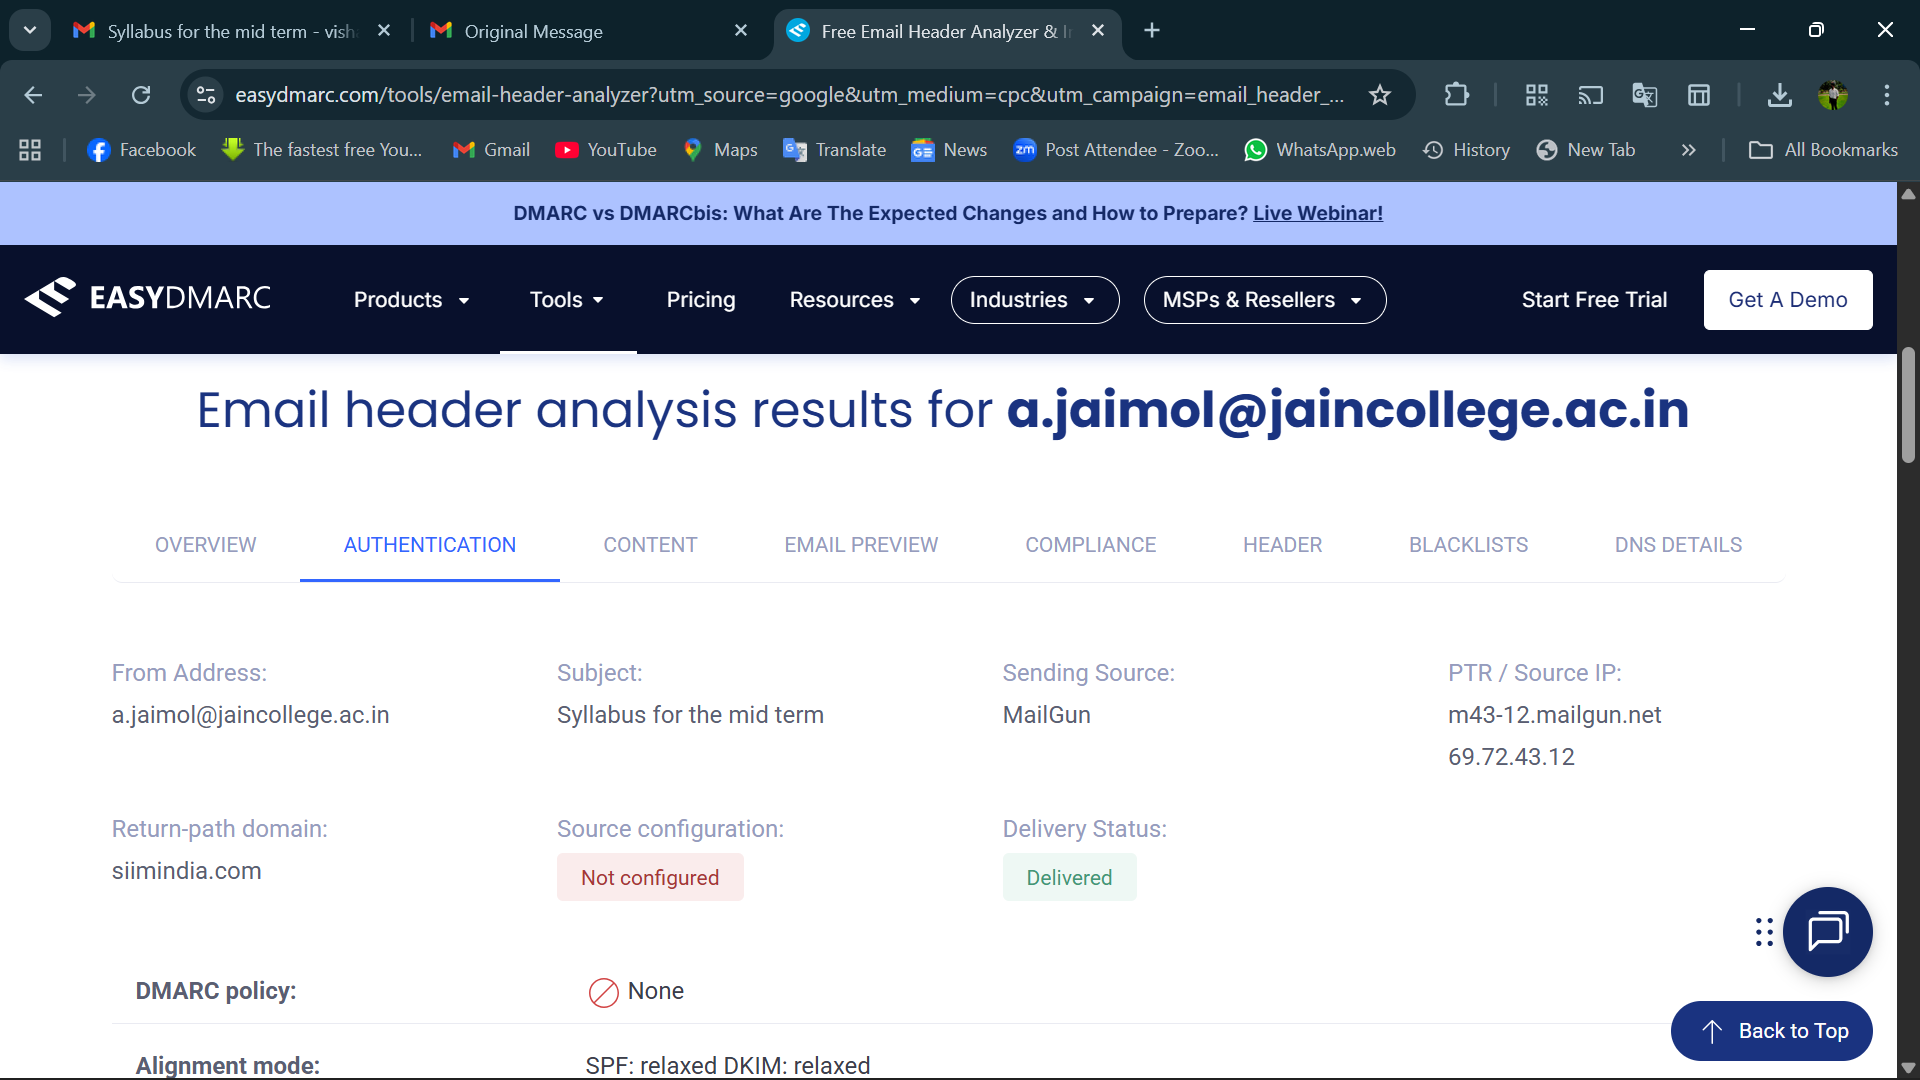 Syllabus for the mid term - visha
Original Message
Free Email Header Analyzer & I
easydmarc.com/tools/email-header-analyzer?utm_source=google&utm_medium=cpc&utm_campaign=email_header_...
Facebook
The fastest free You...
Gmail
YouTube
Maps
Translate
News
zm
Post Attendee - Zoo...
WhatsApp.web
History
New Tab
All Bookmarks
DMARC vs DMARCbis: What Are The Expected Changes and How to Prepare? Live Webinar!
EASYDMARC
Products
Tools
Pricing
Resources
Industries
MSPs & Resellers
Start Free Trial
Get A Demo
Email header analysis results for a.jaimol@jaincollege.ac.in
OVERVIEW
AUTHENTICATION
CONTENT
EMAIL PREVIEW
COMPLIANCE
HEADER
BLACKLISTS
DNS DETAILS
From Address:
a.jaimol@jaincollege.ac.in
Subject:
Syllabus for the mid term
Sending Source:
MailGun
PTR / Source IP:
m43-12.mailgun.net
69.72.43.12
Return-path domain:
siimindia.com
Source configuration:
Not configured
Delivery Status:
Delivered
DMARC policy:
None
Back to Top
Alignment mode:
SPF: relaxed DKIM: relaxed